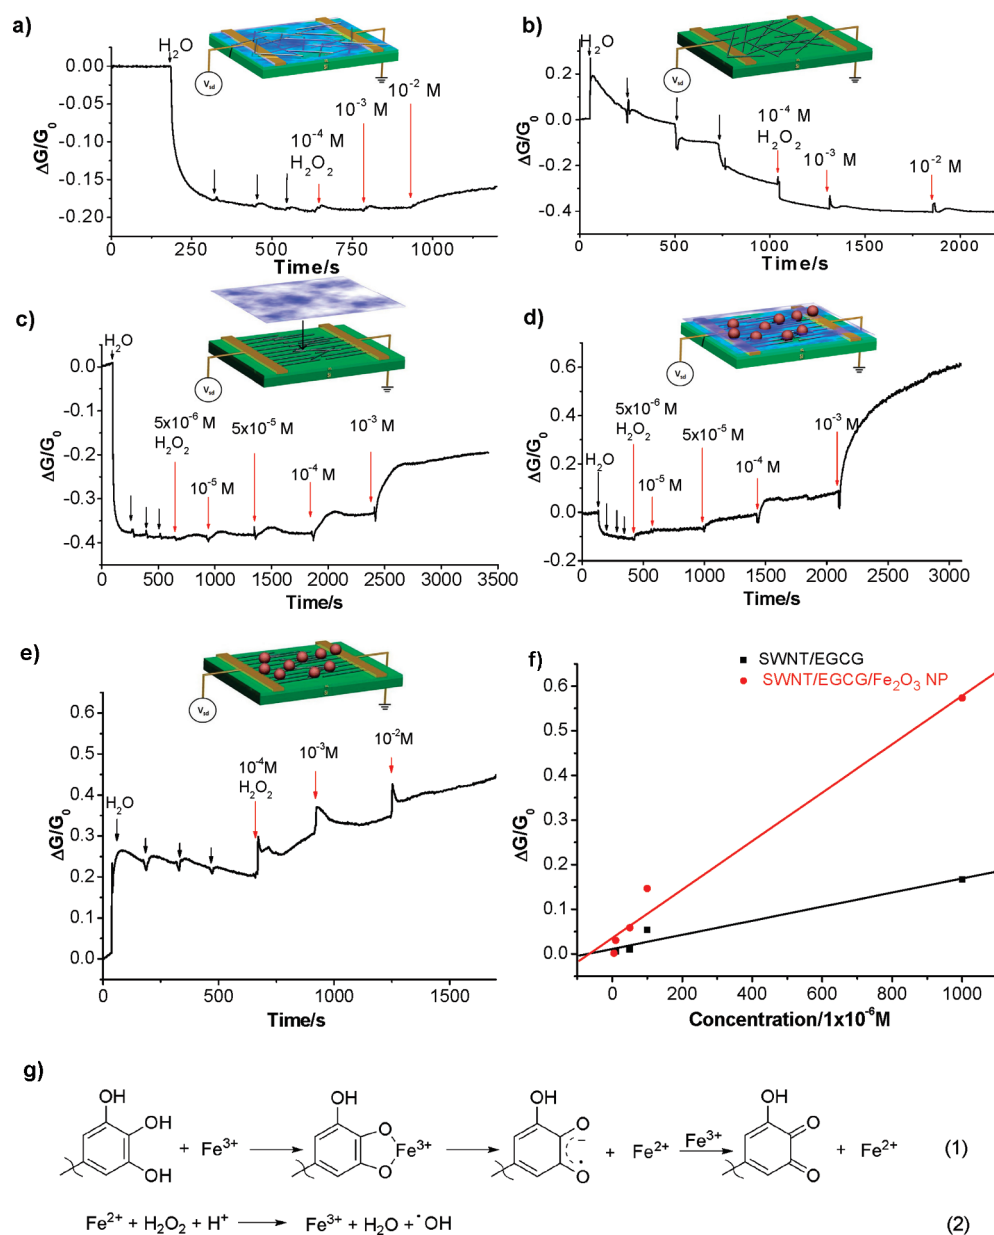 a)
H₂O
Vsd
0.00
-0.05
-0.10
-0.15
-0.20
ΔG/G₀
10⁻⁴ M
H₂O₂
10⁻³ M
10⁻² M
0 250 500 750 1000
Time/s
b)
H₂O
Vsd
0.2
0.0
-0.2
-0.4
ΔG/G₀
10⁻⁴ M
H₂O₂
10⁻³ M
10⁻² M
0 500 1000 1500 2000
Time/s
c)
H₂O
Vsd
0.0
-0.1
-0.2
-0.3
-0.4
ΔG/G₀
5x10⁻⁶ M
H₂O₂
10⁻⁵ M
5x10⁻⁵ M
10⁻⁴ M
10⁻³ M
0 500 1000 1500 2000 2500 3000 3500
Time/s
d)
Vsd
0.6
0.4
0.2
0.0
-0.2
ΔG/G₀
H₂O
5x10⁻⁶ M
H₂O₂
10⁻⁵ M
5x10⁻⁵ M
10⁻⁴ M
10⁻³ M
0 500 1000 1500 2000 2500 3000
Time/s
e)
Vsd
0.6
0.5
0.4
0.3
0.2
0.1
0.0
ΔG/G₀
H₂O
10⁻⁴M
H₂O₂
10⁻³M
10⁻²M
0 500 1000 1500
Time/s
f)
SWNT/EGCG
SWNT/EGCG/Fe₂O₃ NP
0.6
0.5
0.4
0.3
0.2
0.1
0.0
ΔG/G₀
0 200 400 600 800 1000
Concentration/1x10⁻⁶M
g)
OH OH OH + Fe³⁺ OH O O Fe³⁺ OH O O − · + Fe²⁺ Fe³⁺ OH O O + Fe²⁺ (1)
Fe²⁺ + H₂O₂ + H⁺ ⟶ Fe³⁺ + H₂O + ·OH (2)